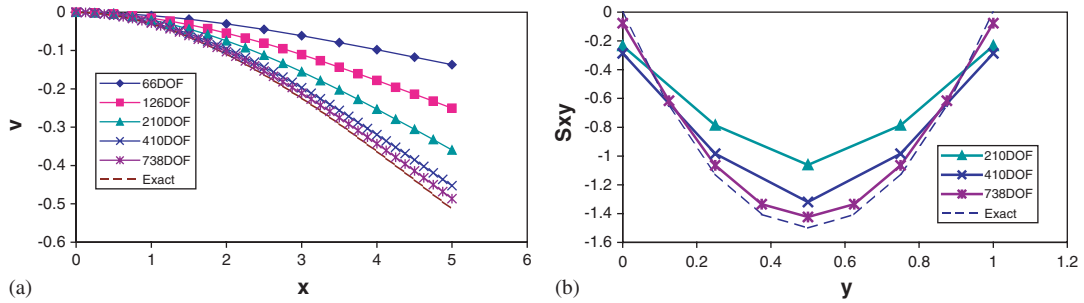 0
-0.1
-0.2
-0.3
-0.4
-0.5
-0.6
v
66DOF
126DOF
210DOF
410DOF
738DOF
Exact
0 1 2 3 4 5 6
(a)
x
0
-0.2
-0.4
-0.6
-0.8
-1
-1.2
-1.4
-1.6
Sxy
210DOF
410DOF
738DOF
Exact
0 0.2 0.4 0.6 0.8 1 1.2
(b)
y